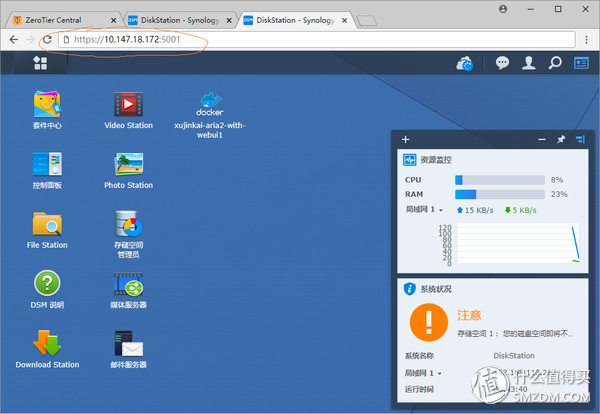 ZeroTier Central
DiskStation - Synology
DiskStation - Synology
https://10.147.18.172:5001
套件中心
Video Station
docker
xujinkai-aria2-with-
webui1
控制面板
Photo Station
File Station
存储空间
管理员
DSM 说明
媒体服务器
Download Station
邮件服务器
资源监控
CPU
8%
RAM
23%
局域网 1
15 KB/s
5 KB/s
120
100
80
60
40
20
0
系统状况
注意
存储空间 1： 您的磁盘空间即将不...
系统名称
DiskStation
局域网 1
运行时间
值 什么值得买
SMZDM.COM